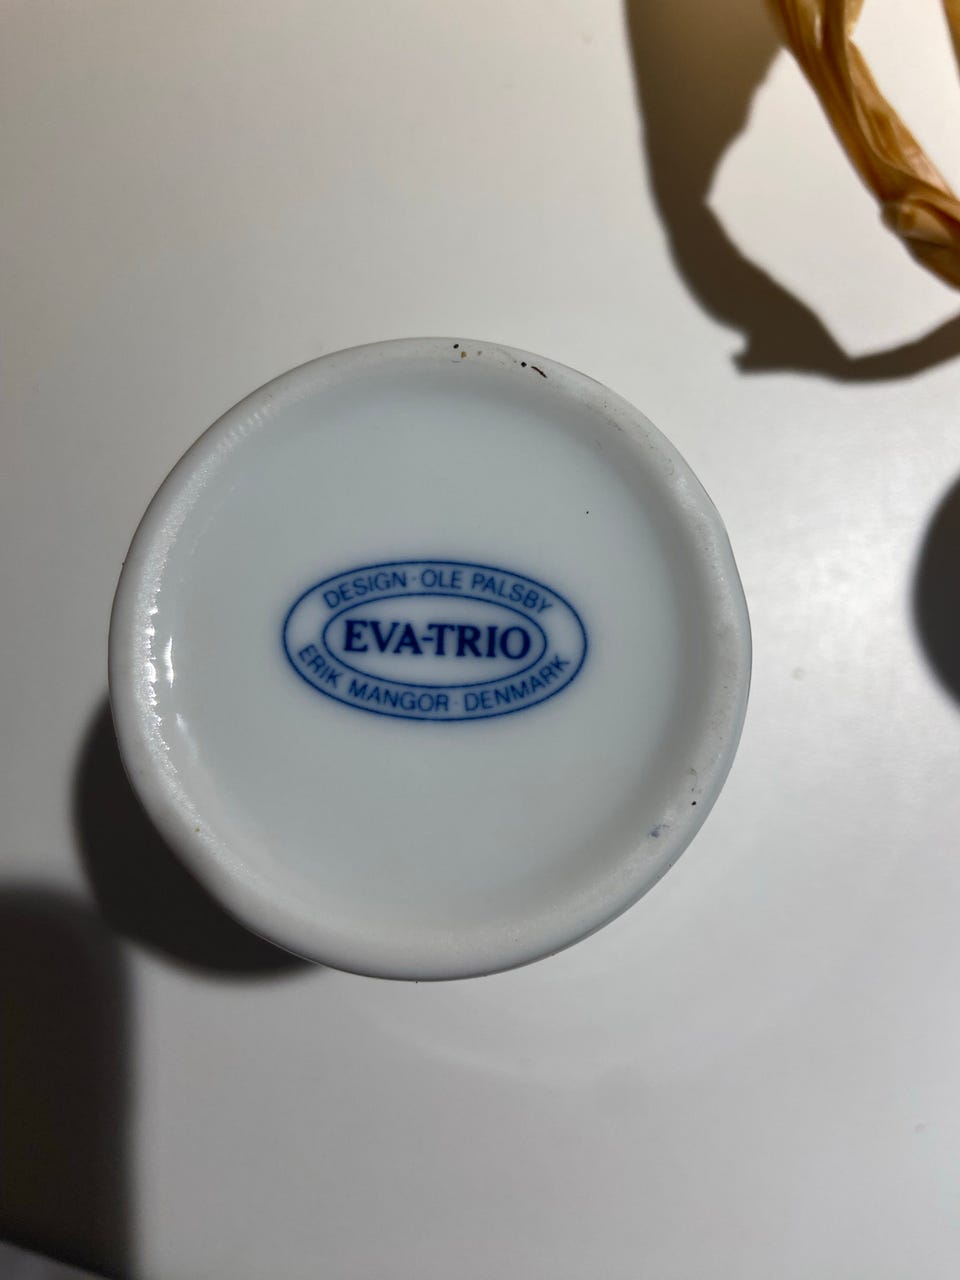 DESIGN · OLE PALSBY
EVA-TRIO
ERIK MANGOR · DENMARK